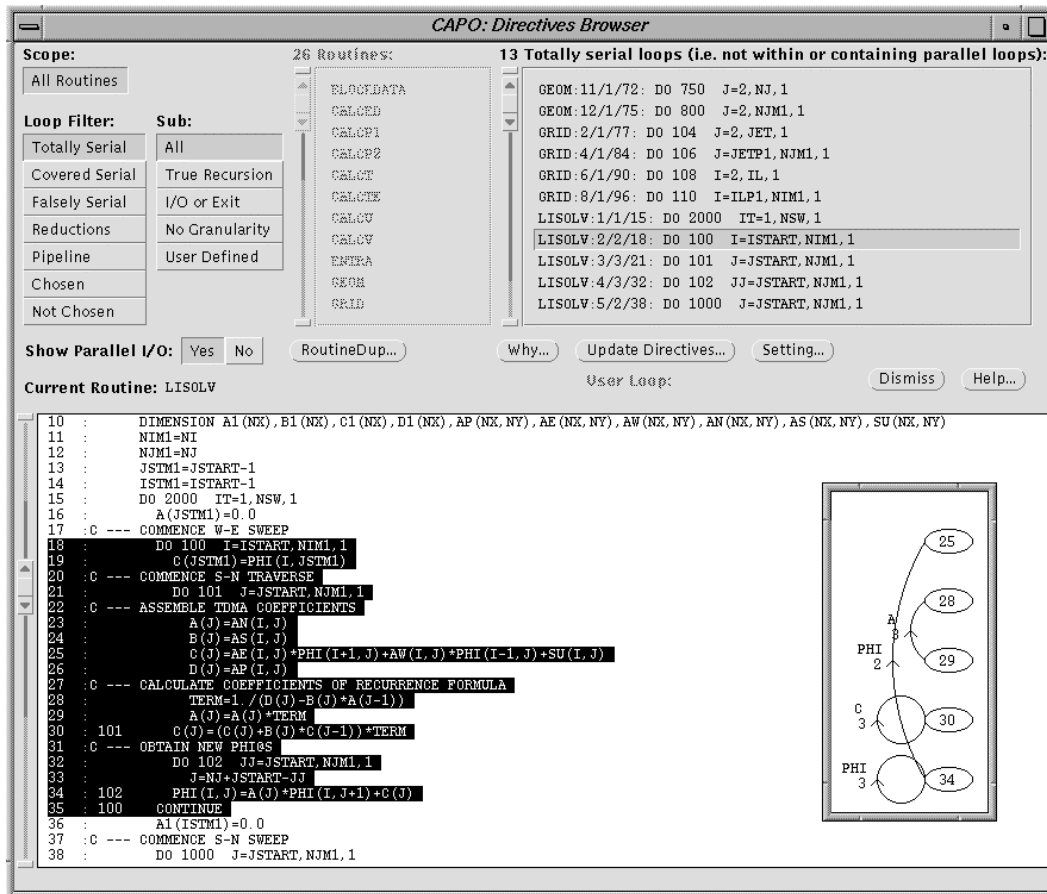 CAPO: Directives Browser
Scope:
All Routines
Loop Filter:
Totally Serial
Covered Serial
Falsely Serial
Reductions
Pipeline
Chosen
Not Chosen
Sub:
All
True Recursion
I/O or Exit
No Granularity
User Defined
26 Routines:
BLOCKDATA
CALCED
CALCP1
CALCP2
CALCT
CALCTE
CALCU
CALCV
ENTRA
GEOM
GRID
13 Totally serial loops (i.e. not within or containing parallel loops):
GEOM:11/1/72: DO 750  J=2,NJ,1
GEOM:12/1/75: DO 800  J=2,NJM1,1
GRID:2/1/77: DO 104  J=2,JET,1
GRID:4/1/84: DO 106  J=JETP1,NJM1,1
GRID:6/1/90: DO 108  I=2,IL,1
GRID:8/1/96: DO 110  I=ILP1,NIM1,1
LISOLV:1/1/15: DO 2000  IT=1,NSW,1
LISOLV:2/2/18: DO 100  I=ISTART,NIM1,1
LISOLV:3/3/21: DO 101  J=JSTART,NJM1,1
LISOLV:4/3/32: DO 102  JJ=JSTART,NJM1,1
LISOLV:5/2/38: DO 1000  J=JSTART,NJM1,1
Show Parallel I/O: Yes No
RoutineDup...
Why...
Update Directives...
Setting...
User Loop:
Dismiss
Help...
Current Routine: LISOLV
10 : DIMENSION A1(NX),B1(NX),C1(NX),D1(NX),AP(NX,NY),AE(NX,NY),AW(NX,NY),AN(NX,NY),AS(NX,NY),SU(NX,NY)
11 : NIM1=NI
12 : NJM1=NJ
13 : JSTM1=JSTART-1
14 : ISTM1=ISTART-1
15 : DO 2000  IT=1,NSW,1
16 : A(JSTM1)=0.0
17 :C --- COMMENCE W-E SWEEP
18 : DO 100  I=ISTART,NIM1,1
19 : C(JSTM1)=PHI(I,JSTM1)
20 :C --- COMMENCE S-N TRAVERSE
21 : DO 101  J=JSTART,NJM1,1
22 :C --- ASSEMBLE TDMA COEFFICIENTS
23 : A(J)=AN(I,J)
24 : B(J)=AS(I,J)
25 : C(J)=AE(I,J)*PHI(I+1,J)+AW(I,J)*PHI(I-1,J)+SU(I,J)
26 : D(J)=AP(I,J)
27 :C --- CALCULATE COEFFICIENTS OF RECURRENCE FORMULA
28 : TERM=1./(D(J)-B(J)*A(J-1))
29 : A(J)=A(J)*TERM
30 : 101 C(J)=(C(J)+B(J)*C(J-1))*TERM
31 :C --- OBTAIN NEW PHI@S
32 : DO 102  JJ=JSTART,NJM1,1
33 : J=NJ+JSTART-JJ
34 : 102 PHI(I,J)=A(J)*PHI(I,J+1)+C(J)
35 : 100 CONTINUE
36 : A1(ISTM1)=0.0
37 :C --- COMMENCE S-N SWEEP
38 : DO 1000  J=JSTART,NJM1,1
25
28
A
3
PHI
2
29
C
3
30
PHI
3
34